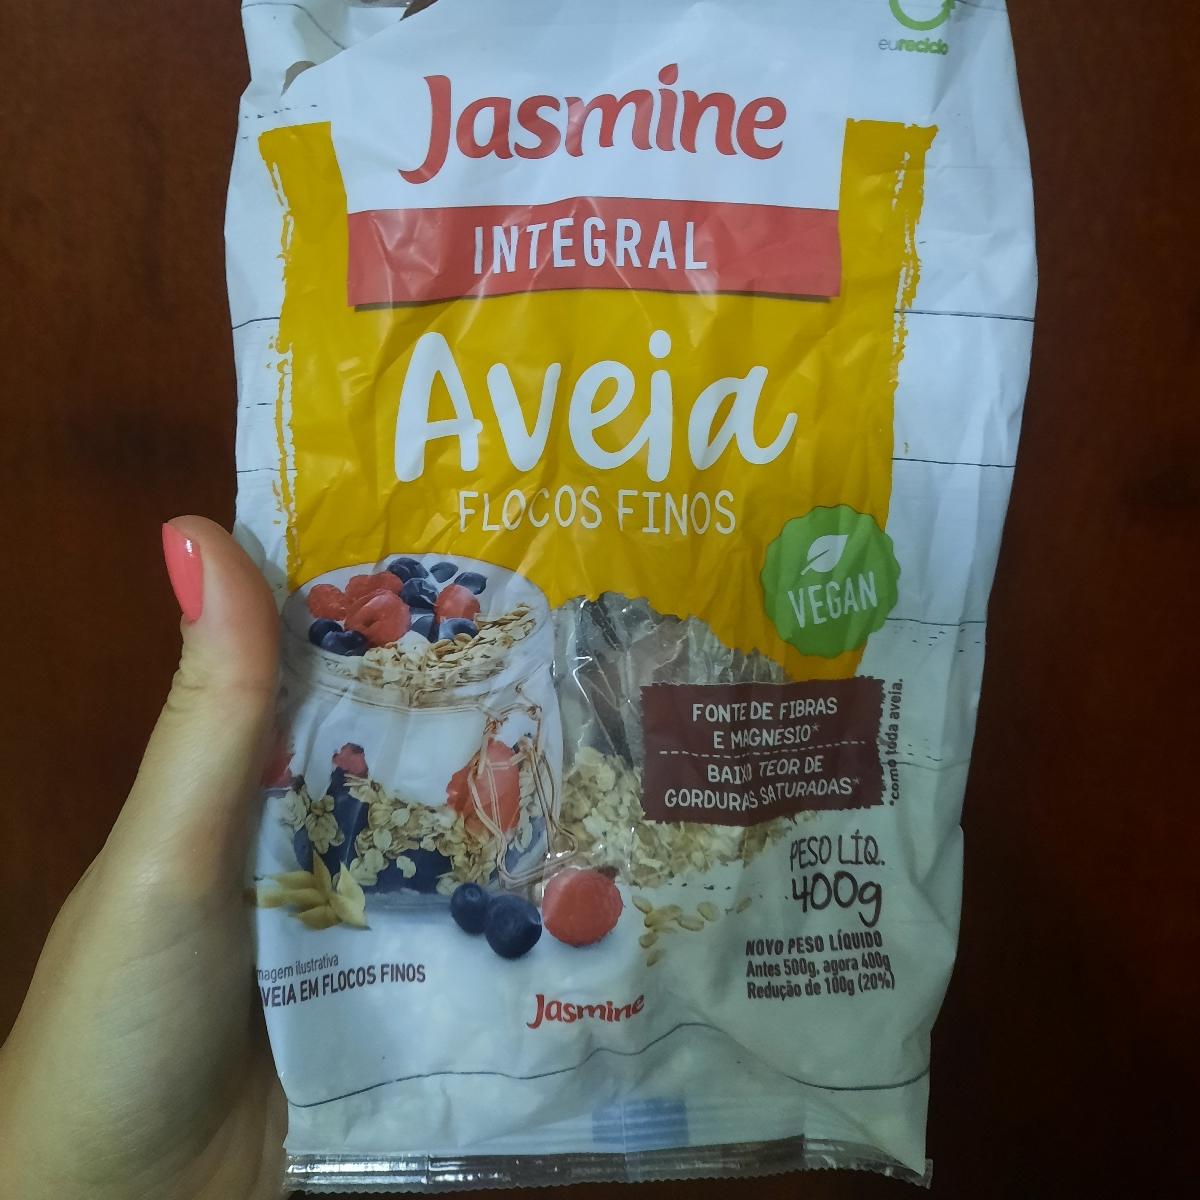 eureciclo
Jasmine
INTEGRAL
Aveia
FLOCOS FINOS
VEGAN
FONTE DE FIBRAS
E MAGNÉSIO*
BAIXO TEOR DE
GORDURAS SATURADAS*
*como toda aveia.
PESO LÍQ.
400g
NOVO PESO LÍQUIDO
Antes 500g, agora 400g
Redução de 100g (20%)
magem ilustrativa
VEIA EM FLOCOS FINOS
Jasmine